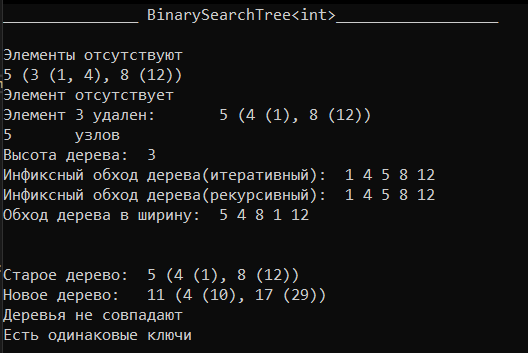 _______________ BinarySearchTree<int>__________________
Элементы отсутствуют
5 (3 (1, 4), 8 (12))
Элемент отсутствует
Элемент 3 удален: 5 (4 (1), 8 (12))
5 узлов
Высота дерева: 3
Инфиксный обход дерева(итеративный): 1 4 5 8 12
Инфиксный обход дерева(рекурсивный): 1 4 5 8 12
Обход дерева в ширину: 5 4 8 1 12
Старое дерево: 5 (4 (1), 8 (12))
Новое дерево: 11 (4 (10), 17 (29))
Деревья не совпадают
Есть одинаковые ключи